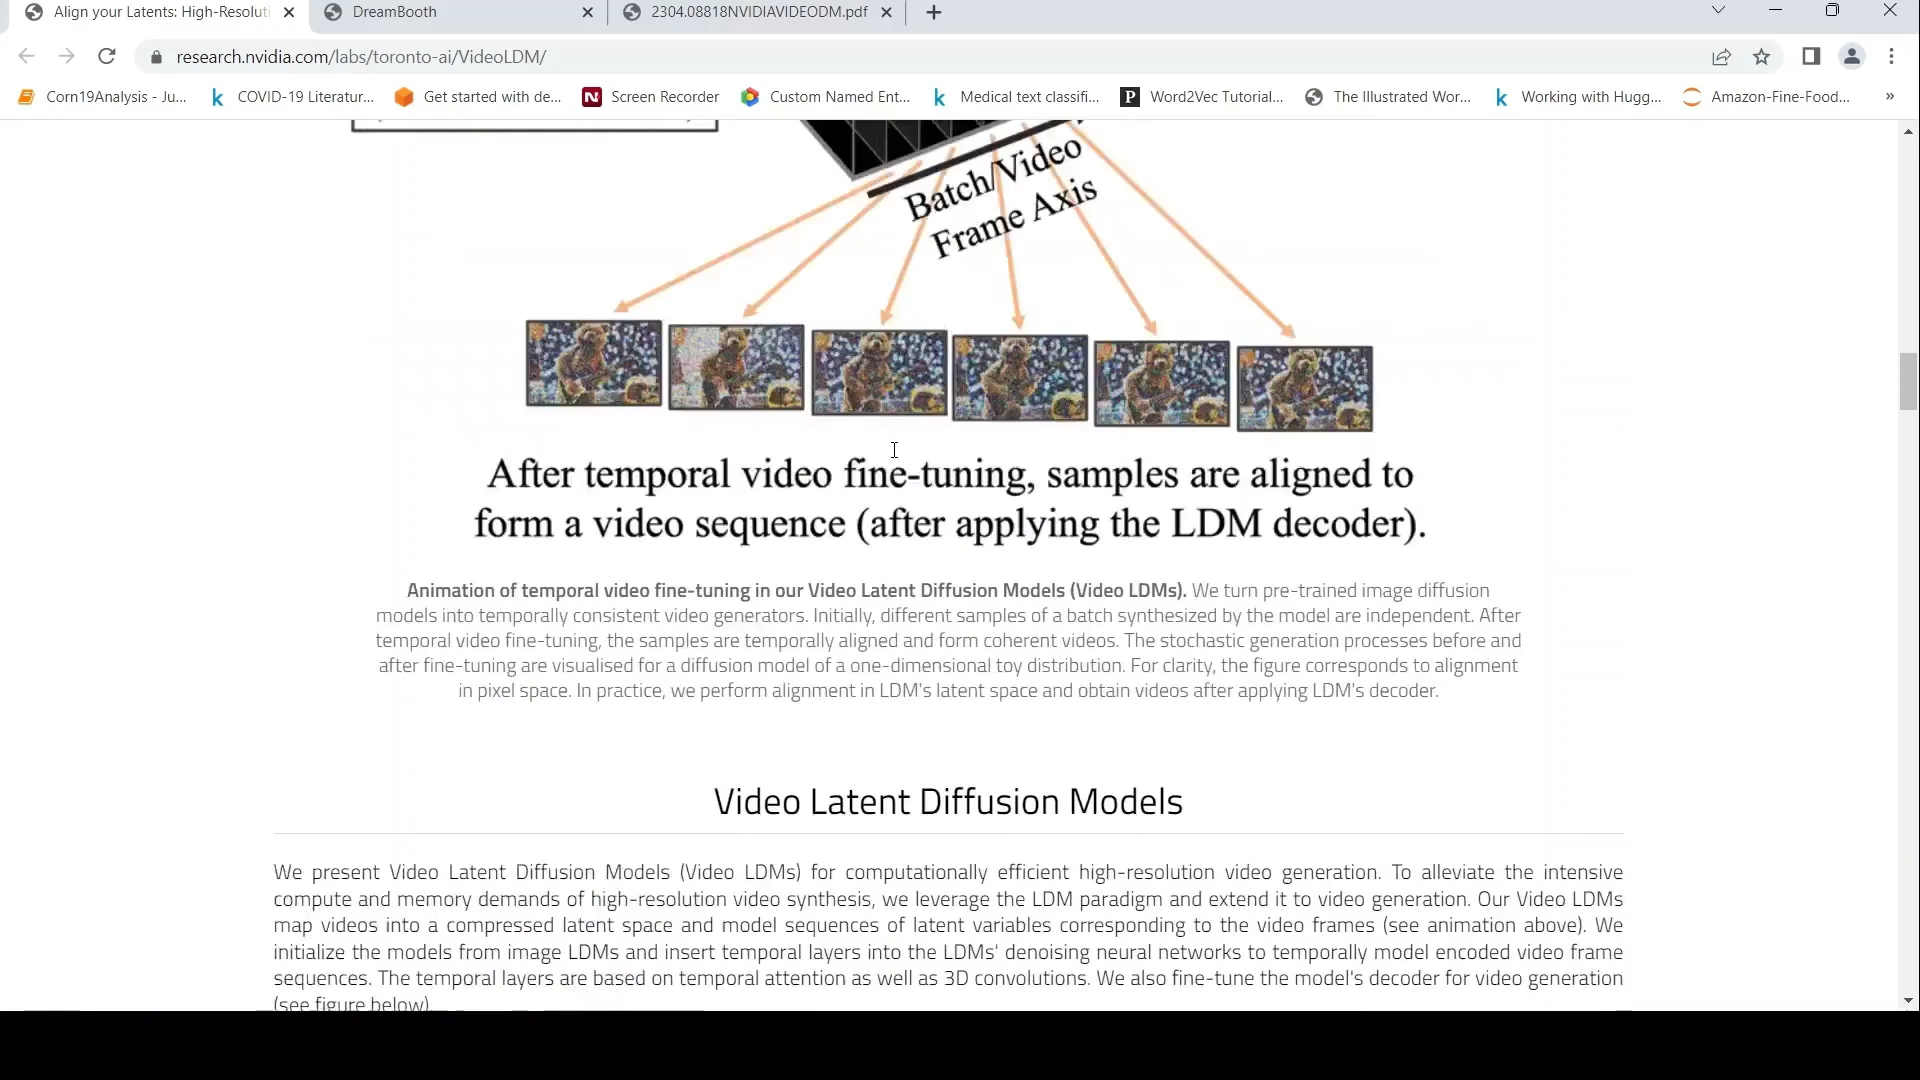 Align your Latents: High-Resoluti
DreamBooth
2304.08818NVIDIAVIDEODM.pdf
research.nvidia.com/labs/toronto-ai/VideoLDM/
Corn19Analysis - Ju...
COVID-19 Literatur...
Get started with de...
Screen Recorder
Custom Named Ent...
Medical text classifi...
Word2Vec Tutorial...
The Illustrated Wor...
Working with Hugg...
Amazon-Fine-Food...
Batch/Video
Frame Axis
After temporal video fine-tuning, samples are aligned to
form a video sequence (after applying the LDM decoder).
Animation of temporal video fine-tuning in our Video Latent Diffusion Models (Video LDMs). We turn pre-trained image diffusion
models into temporally consistent video generators. Initially, different samples of a batch synthesized by the model are independent. After
temporal video fine-tuning, the samples are temporally aligned and form coherent videos. The stochastic generation processes before and
after fine-tuning are visualised for a diffusion model of a one-dimensional toy distribution. For clarity, the figure corresponds to alignment
in pixel space. In practice, we perform alignment in LDM's latent space and obtain videos after applying LDM's decoder.
Video Latent Diffusion Models
We present Video Latent Diffusion Models (Video LDMs) for computationally efficient high-resolution video generation. To alleviate the intensive
compute and memory demands of high-resolution video synthesis, we leverage the LDM paradigm and extend it to video generation. Our Video LDMs
map videos into a compressed latent space and model sequences of latent variables corresponding to the video frames (see animation above). We
initialize the models from image LDMs and insert temporal layers into the LDMs' denoising neural networks to temporally model encoded video frame
sequences. The temporal layers are based on temporal attention as well as 3D convolutions. We also fine-tune the model's decoder for video generation
(see figure below).